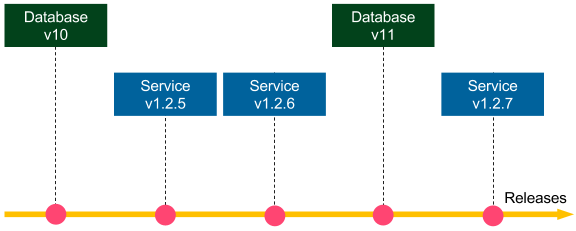 Database
v10
Service
v1.2.5
Service
v1.2.6
Database
v11
Service
v1.2.7
Releases